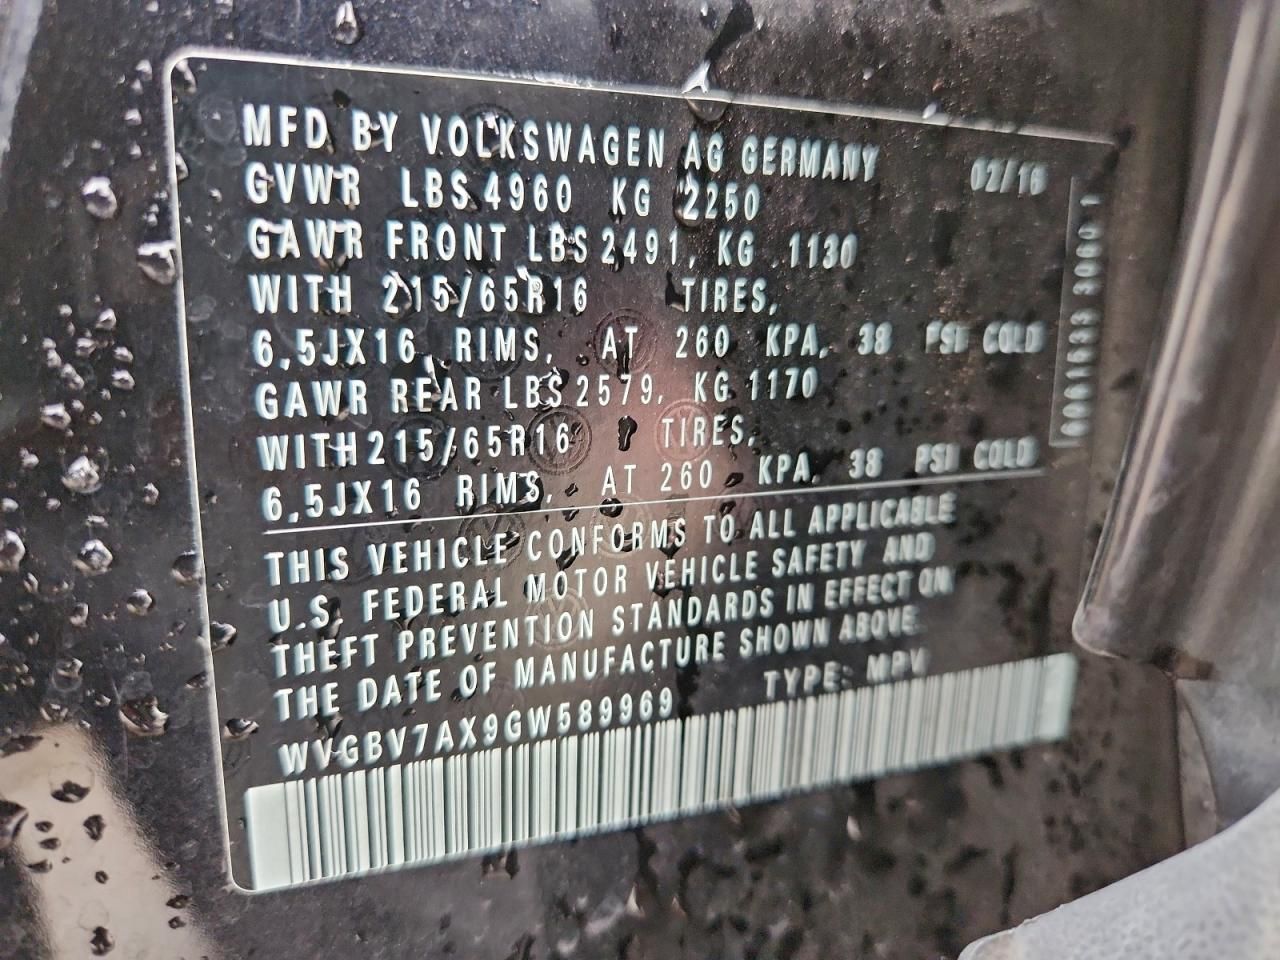 MFD BY VOLKSWAGEN AG GERMANY 02/16
GVWR LBS 4960 KG 2250
GAWR FRONT LBS 2491, KG 1130
WITH 215/65R16 TIRES,
6,5JX16 RIMS, AT 260 KPA, 38 PSI COLD
GAWR REAR LBS 2579, KG 1170
WITH 215/65R16 TIRES,
6,5JX16 RIMS, AT 260 KPA, 38 PSI COLD
THIS VEHICLE CONFORMS TO ALL APPLICABLE
U.S. FEDERAL MOTOR VEHICLE SAFETY AND
THEFT PREVENTION STANDARDS IN EFFECT ON
THE DATE OF MANUFACTURE SHOWN ABOVE.
WVGBV7AX9GW589969 TYPE: MPV